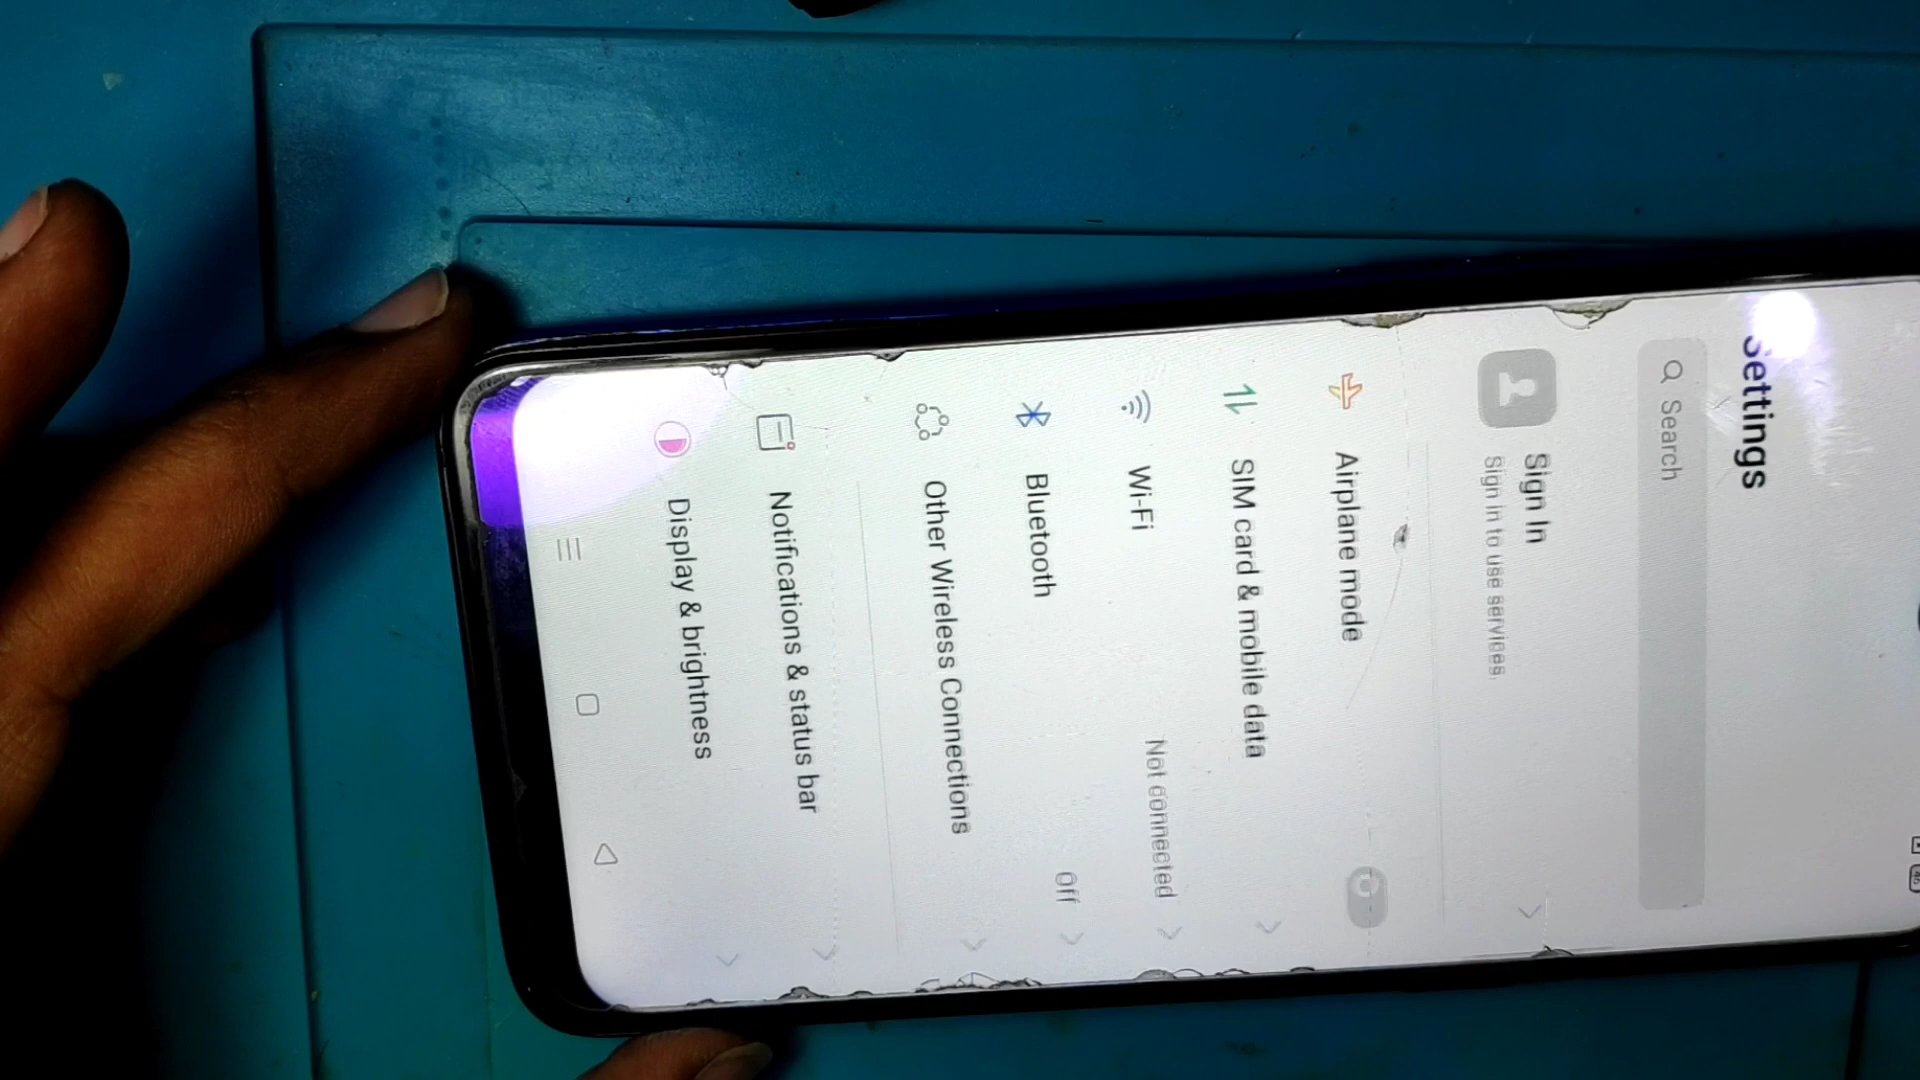 Settings
Search
Sign In
Sign in to use services.
Airplane mode
SIM card & mobile data
Wi-Fi
Not connected
Bluetooth
Off
Other Wireless Connections
Notifications & status bar
Display & brightness